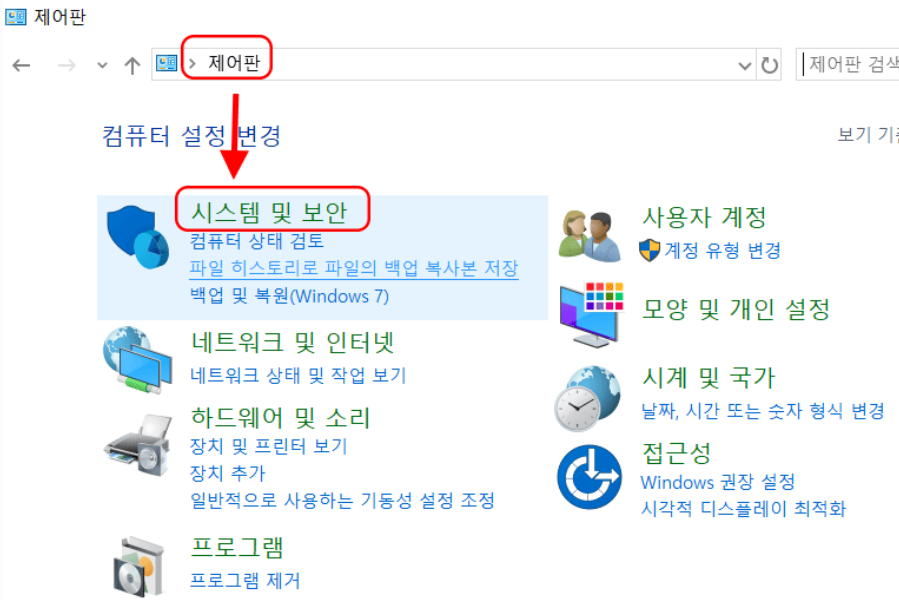 제어판
제어판
제어판 검색
컴퓨터 설정 변경
보기 기준
시스템 및 보안
컴퓨터 상태 검토
파일 히스토리로 파일의 백업 복사본 저장
백업 및 복원(Windows 7)
네트워크 및 인터넷
네트워크 상태 및 작업 보기
하드웨어 및 소리
장치 및 프린터 보기
장치 추가
일반적으로 사용하는 기동성 설정 조정
프로그램
프로그램 제거
사용자 계정
계정 유형 변경
모양 및 개인 설정
시계 및 국가
날짜, 시간 또는 숫자 형식 변경
접근성
Windows 권장 설정
시각적 디스플레이 최적화